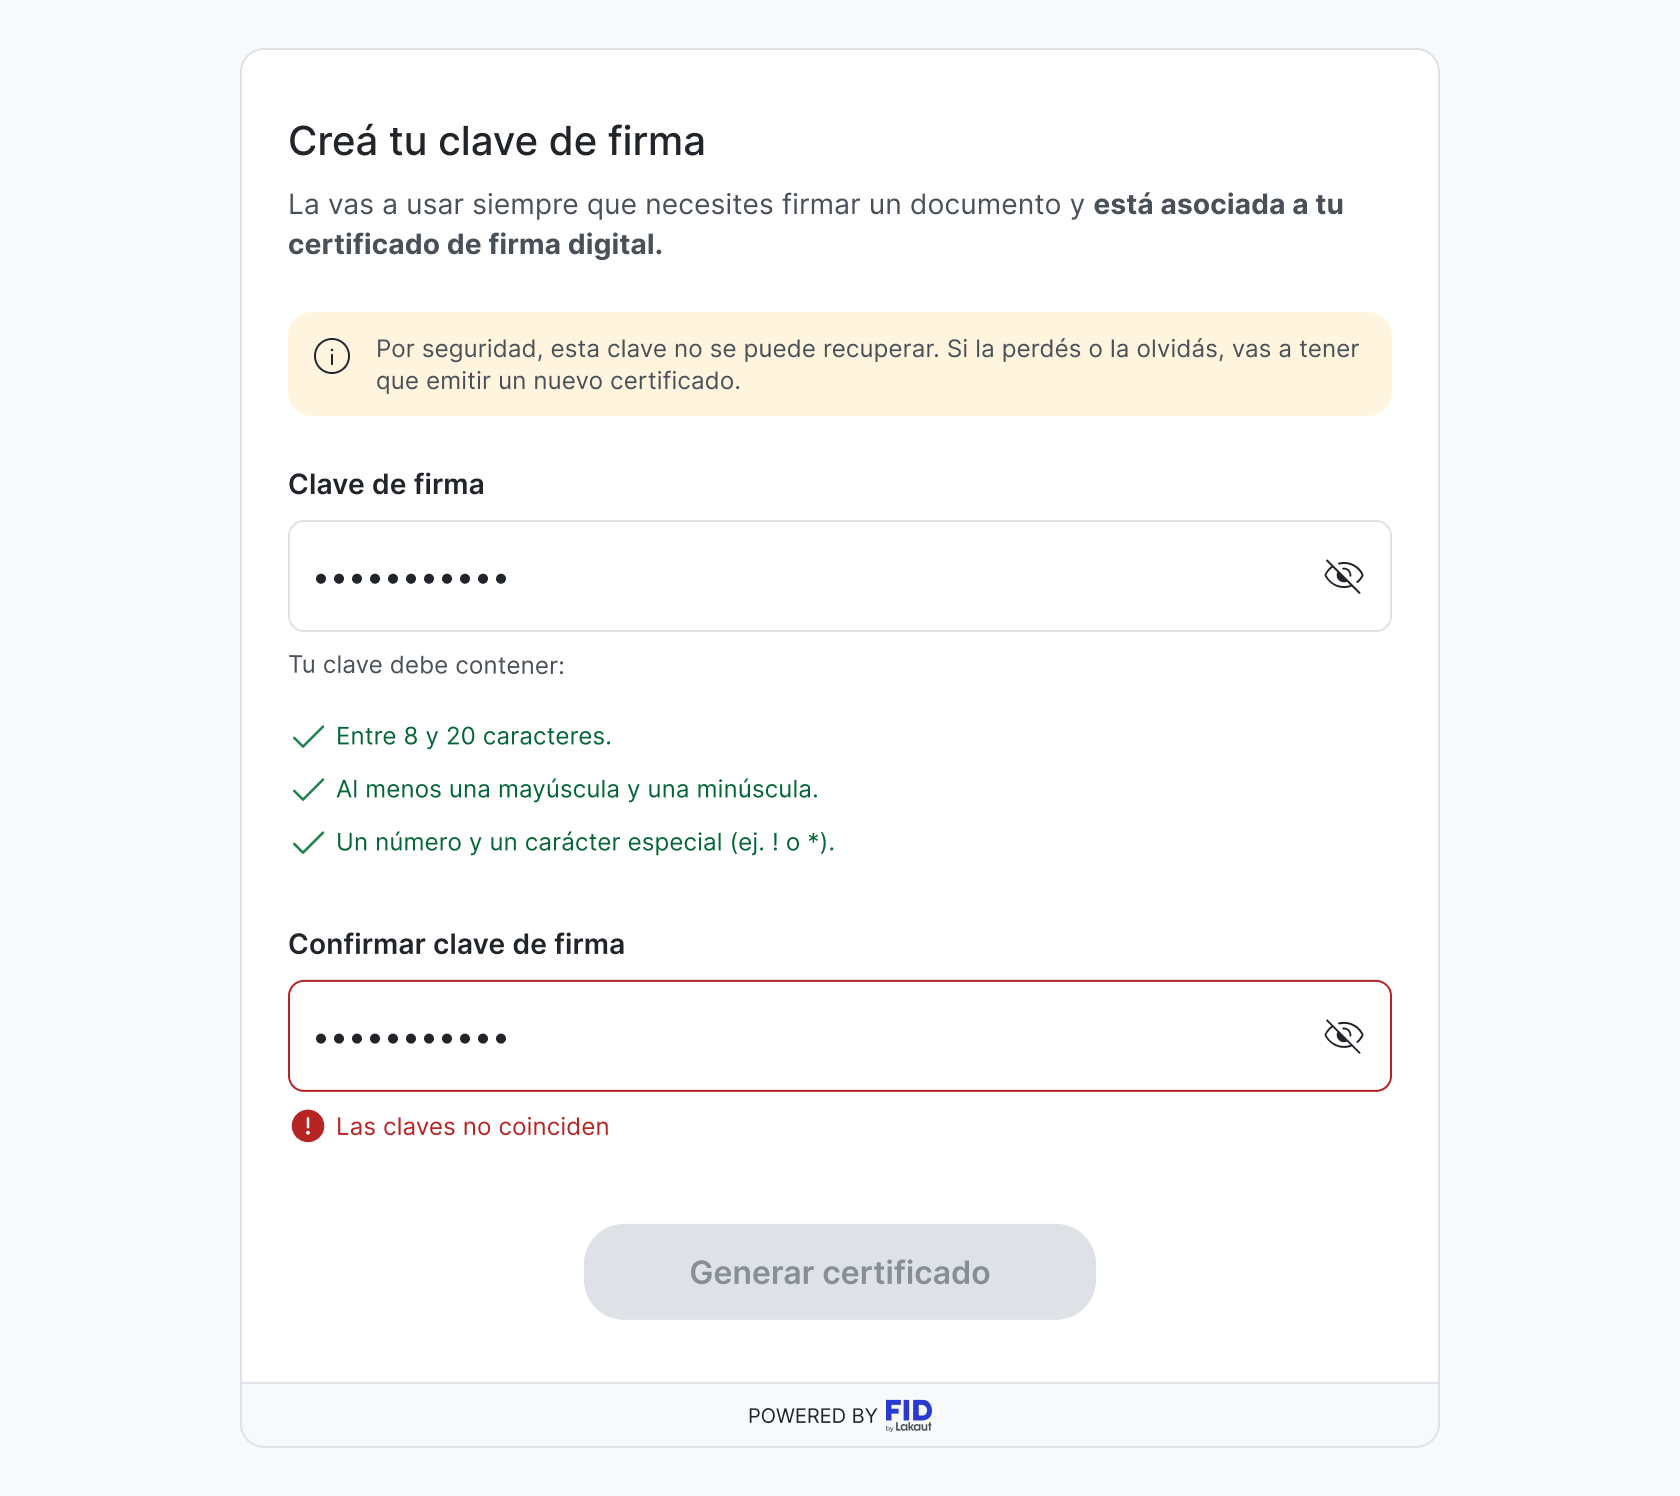 Creá tu clave de firma
La vas a usar siempre que necesites firmar un documento y está asociada a tu
certificado de firma digital.
Por seguridad, esta clave no se puede recuperar. Si la perdés o la olvidás, vas a tener
que emitir un nuevo certificado.
Clave de firma
•••••••••••
Tu clave debe contener:
Entre 8 y 20 caracteres.
Al menos una mayúscula y una minúscula.
Un número y un carácter especial (ej. ! o *).
Confirmar clave de firma
•••••••••••
Las claves no coinciden
Generar certificado
POWERED BY FID
by Lakaut